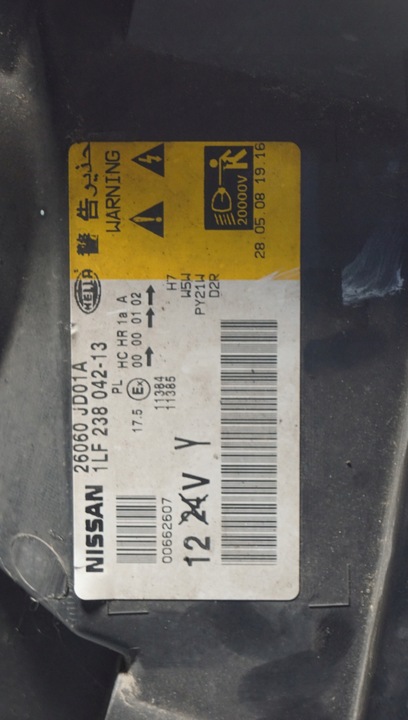 NISSAN 26060 JD01A
1LF 238 042-13
HELLA
警告 تحذير
WARNING
PL HC HR 1a A
17.5 00 00 01 02
11384 H7
11385 W5W
PY21W
D2R
00662607
12 24V Y
20000V
28 05 08 19 16